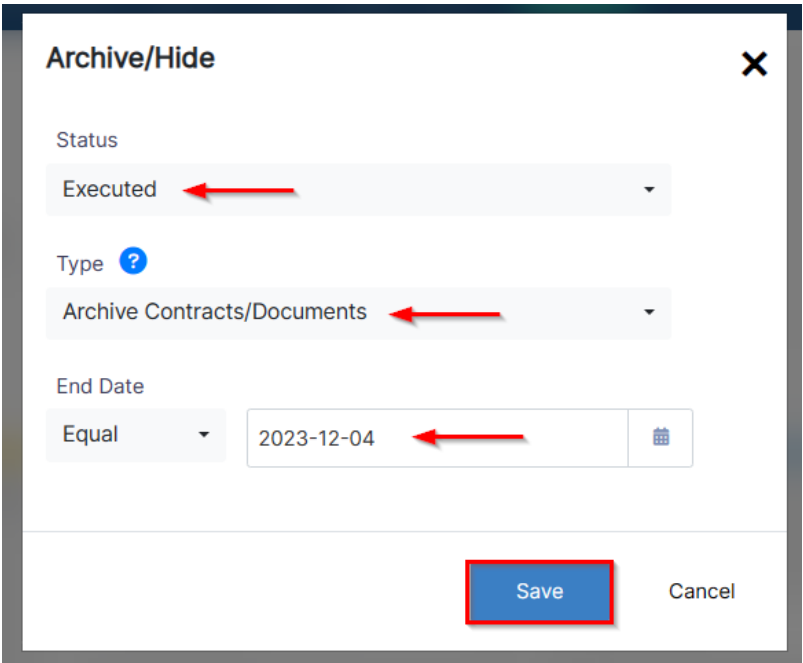 Archive/Hide
Status
Executed
Type ?
Archive Contracts/Documents
End Date
Equal 2023-12-04
Save Cancel